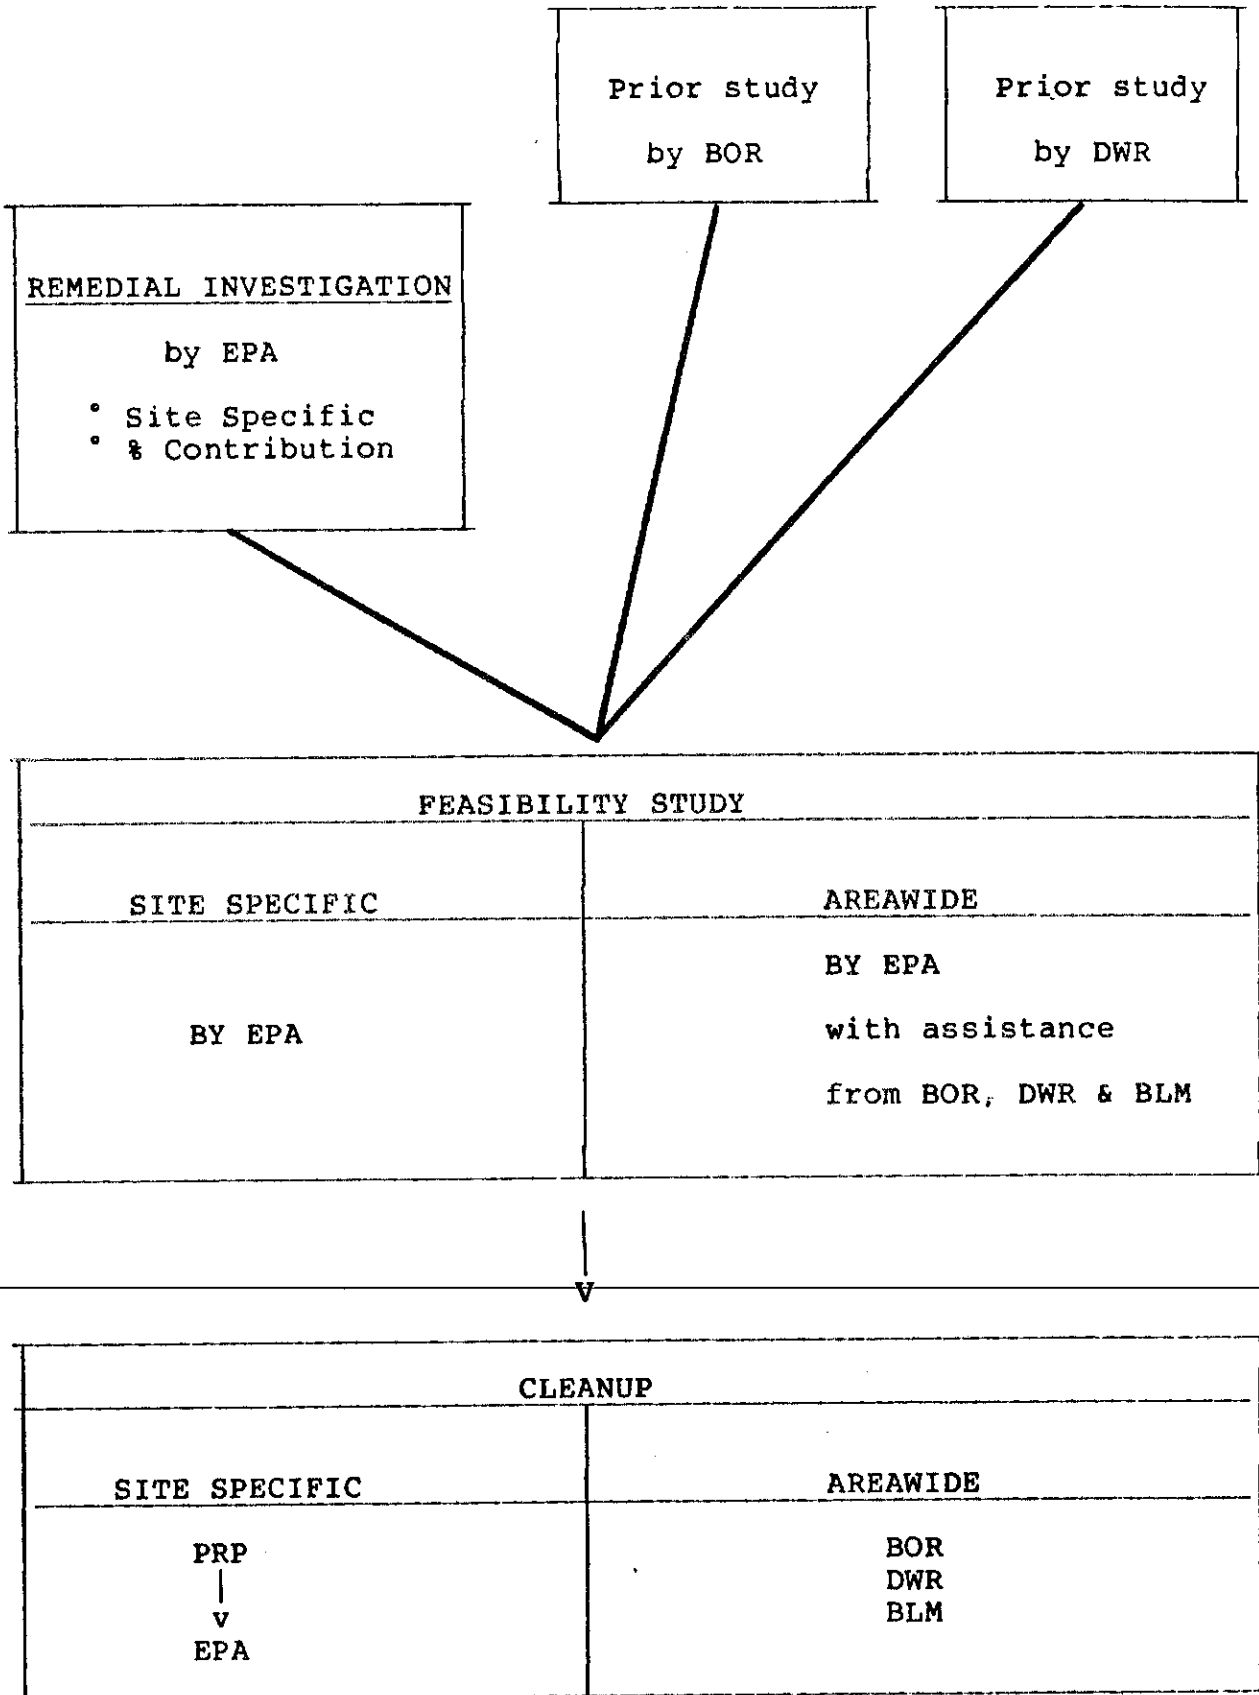 Prior study
by BOR
Prior study
by DWR
REMEDIAL INVESTIGATION
by EPA
° Site Specific
° % Contribution
FEASIBILITY STUDY
SITE SPECIFIC
BY EPA
AREAWIDE
BY EPA
with assistance
from BOR, DWR & BLM
CLEANUP
SITE SPECIFIC
PRP
EPA
AREAWIDE
BOR
DWR
BLM